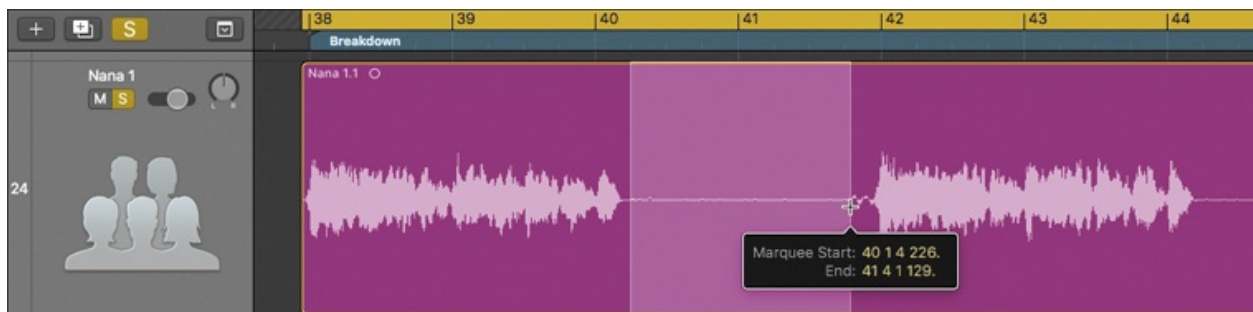 S
38 39 40 41 42 43 44
Breakdown
Nana 1
M S
L R
24
Nana 1.1
Marquee Start: 40 1 4 226.
End: 41 4 1 129.